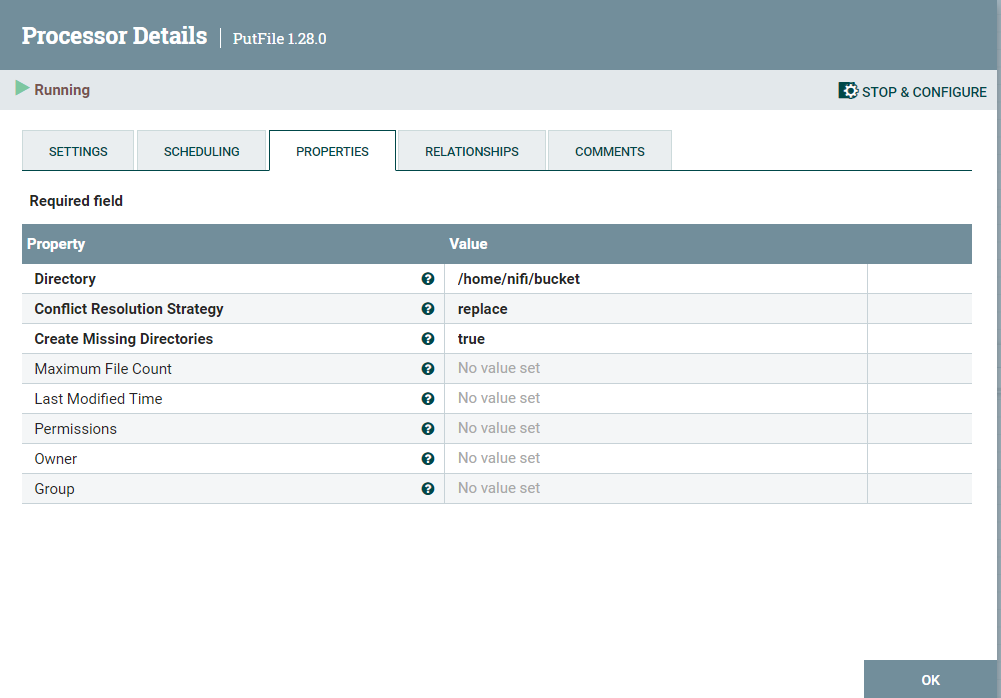 Processor Details | PutFile 1.28.0
Running STOP & CONFIGURE
SETTINGS SCHEDULING PROPERTIES RELATIONSHIPS COMMENTS
Required field
Property Value
Directory /home/nifi/bucket
Conflict Resolution Strategy replace
Create Missing Directories true
Maximum File Count No value set
Last Modified Time No value set
Permissions No value set
Owner No value set
Group No value set
OK